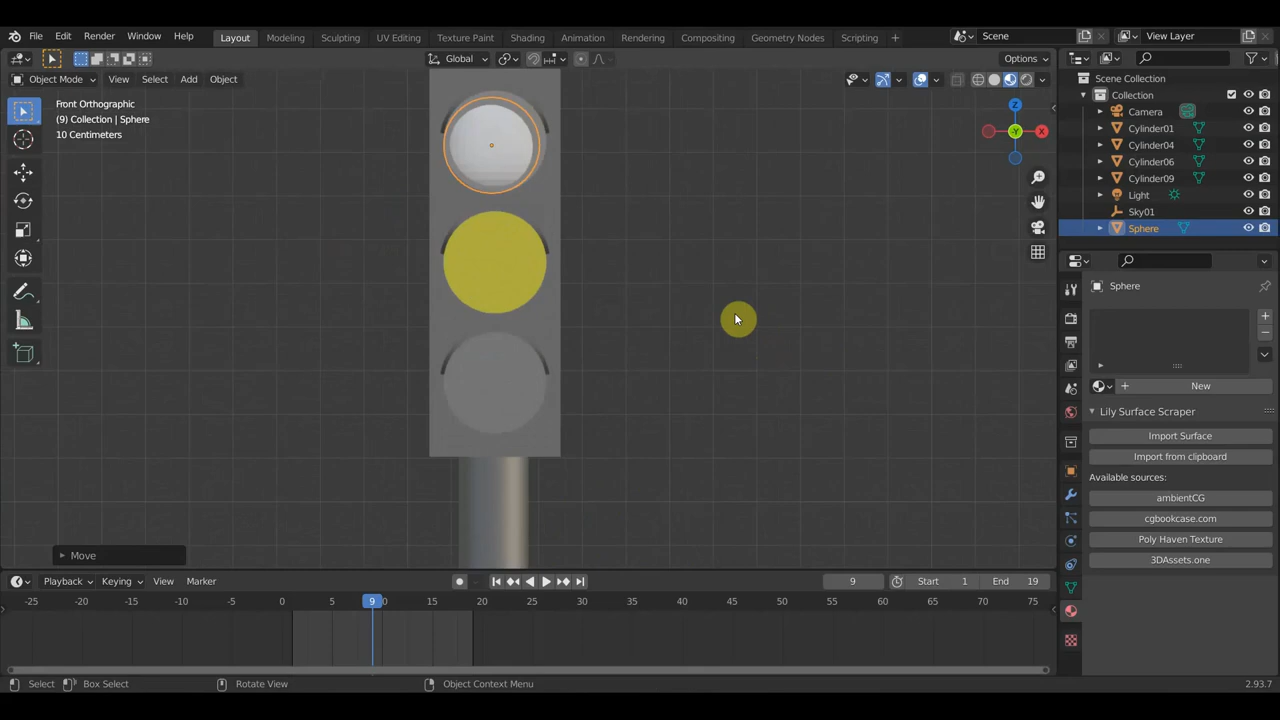 File Edit Render Window Help Layout Modeling Sculpting UV Editing Texture Paint Shading Animation Rendering Compositing Geometry Nodes Scripting + Scene View Layer
Global Options
Object Mode View Select Add Object
Front Orthographic
(9) Collection | Sphere
10 Centimeters
Z
-Y
X
Move
Scene Collection
Collection
Camera
Cylinder01
Cylinder04
Cylinder06
Cylinder09
Light
Sky01
Sphere
Sphere
+ New
Lily Surface Scraper
Import Surface
Import from clipboard
Available sources:
ambientCG
cgbookcase.com
Poly Haven Texture
3DAssets.one
Playback Keying View Marker 9 Start 1 End 19
-25 -20 -15 -10 -5 0 5 9 15 20 25 30 35 40 45 50 55 60 65 70 75
Select Box Select Rotate View Object Context Menu 2.93.7